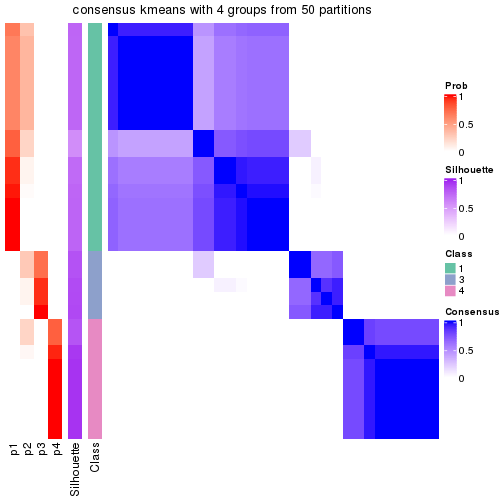 consensus kmeans with 4 groups from 50 partitions
Prob
1
0.5
0
Silhouette
1
0.5
0
Class
1
3
4
Consensus
1
0.5
0
p1
p2
p3
p4
Silhouette
Class